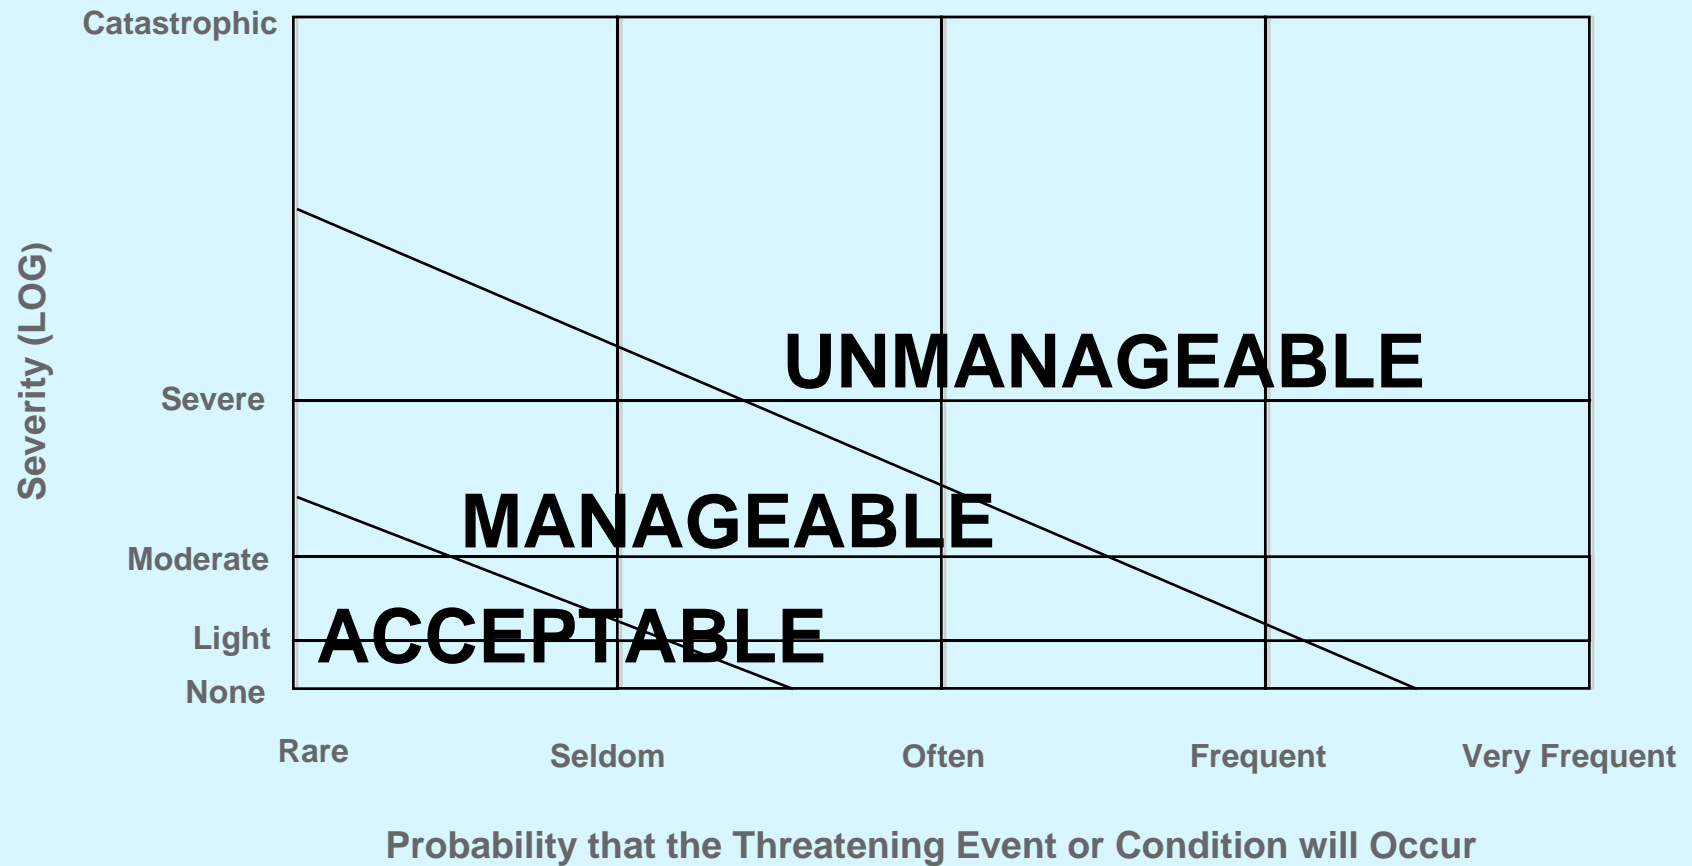 Catastrophic
Severity (LOG)
UNMANAGEABLE
Severe
MANAGEABLE
Moderate
ACCEPTABLE
Light
None
Rare
Seldom
Often
Frequent
Very Frequent
Probability that the Threatening Event or Condition will Occur